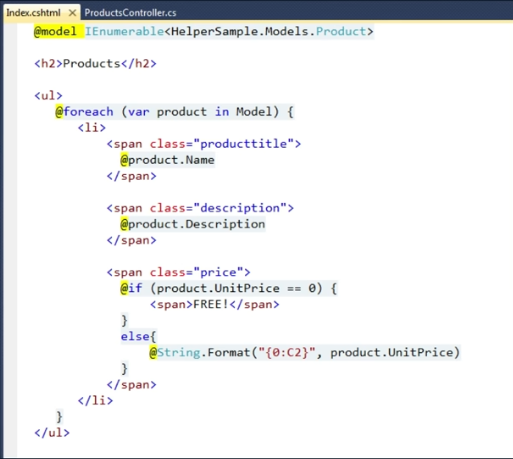 Index.cshtml ✕ ProductsController.cs
@model IEnumerable<HelperSample.Models.Product>
<h2>Products</h2>
<ul>
@foreach (var product in Model) {
<li>
<span class="producttitle">
@product.Name
</span>
<span class="description">
@product.Description
</span>
<span class="price">
@if (product.UnitPrice == 0) {
<span>FREE!</span>
}
else{
@String.Format("{0:C2}", product.UnitPrice)
}
</span>
</li>
}
</ul>